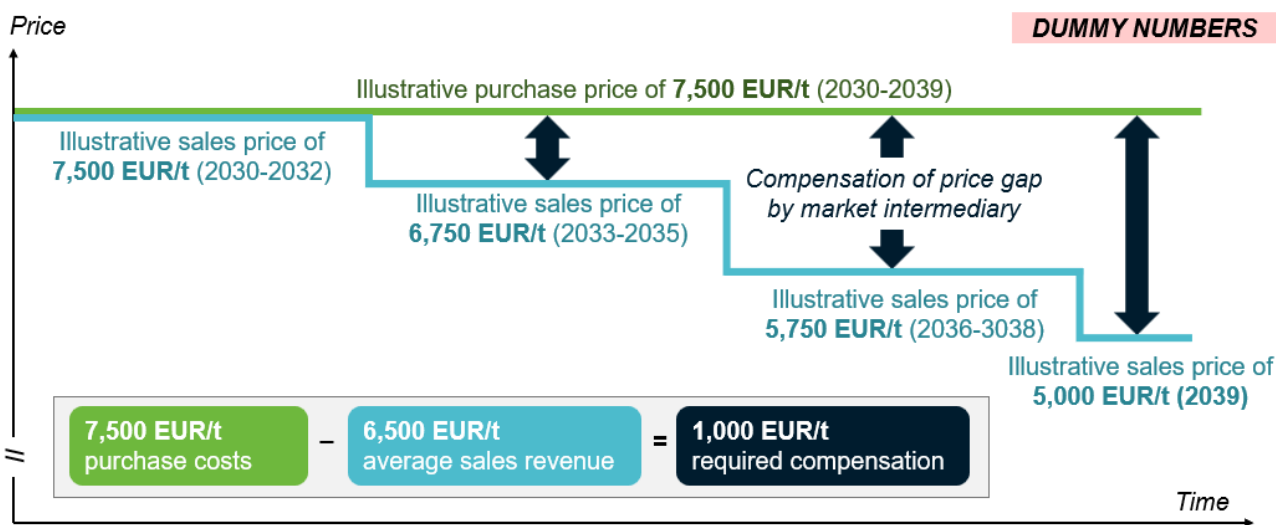 Price
DUMMY NUMBERS
Illustrative purchase price of 7,500 EUR/t (2030-2039)
Illustrative sales price of
7,500 EUR/t (2030-2032)
Illustrative sales price of
6,750 EUR/t (2033-2035)
Compensation of price gap
by market intermediary
Illustrative sales price of
5,750 EUR/t (2036-3038)
Illustrative sales price of
5,000 EUR/t (2039)
7,500 EUR/t
purchase costs
–
6,500 EUR/t
average sales revenue
=
1,000 EUR/t
required compensation
Time